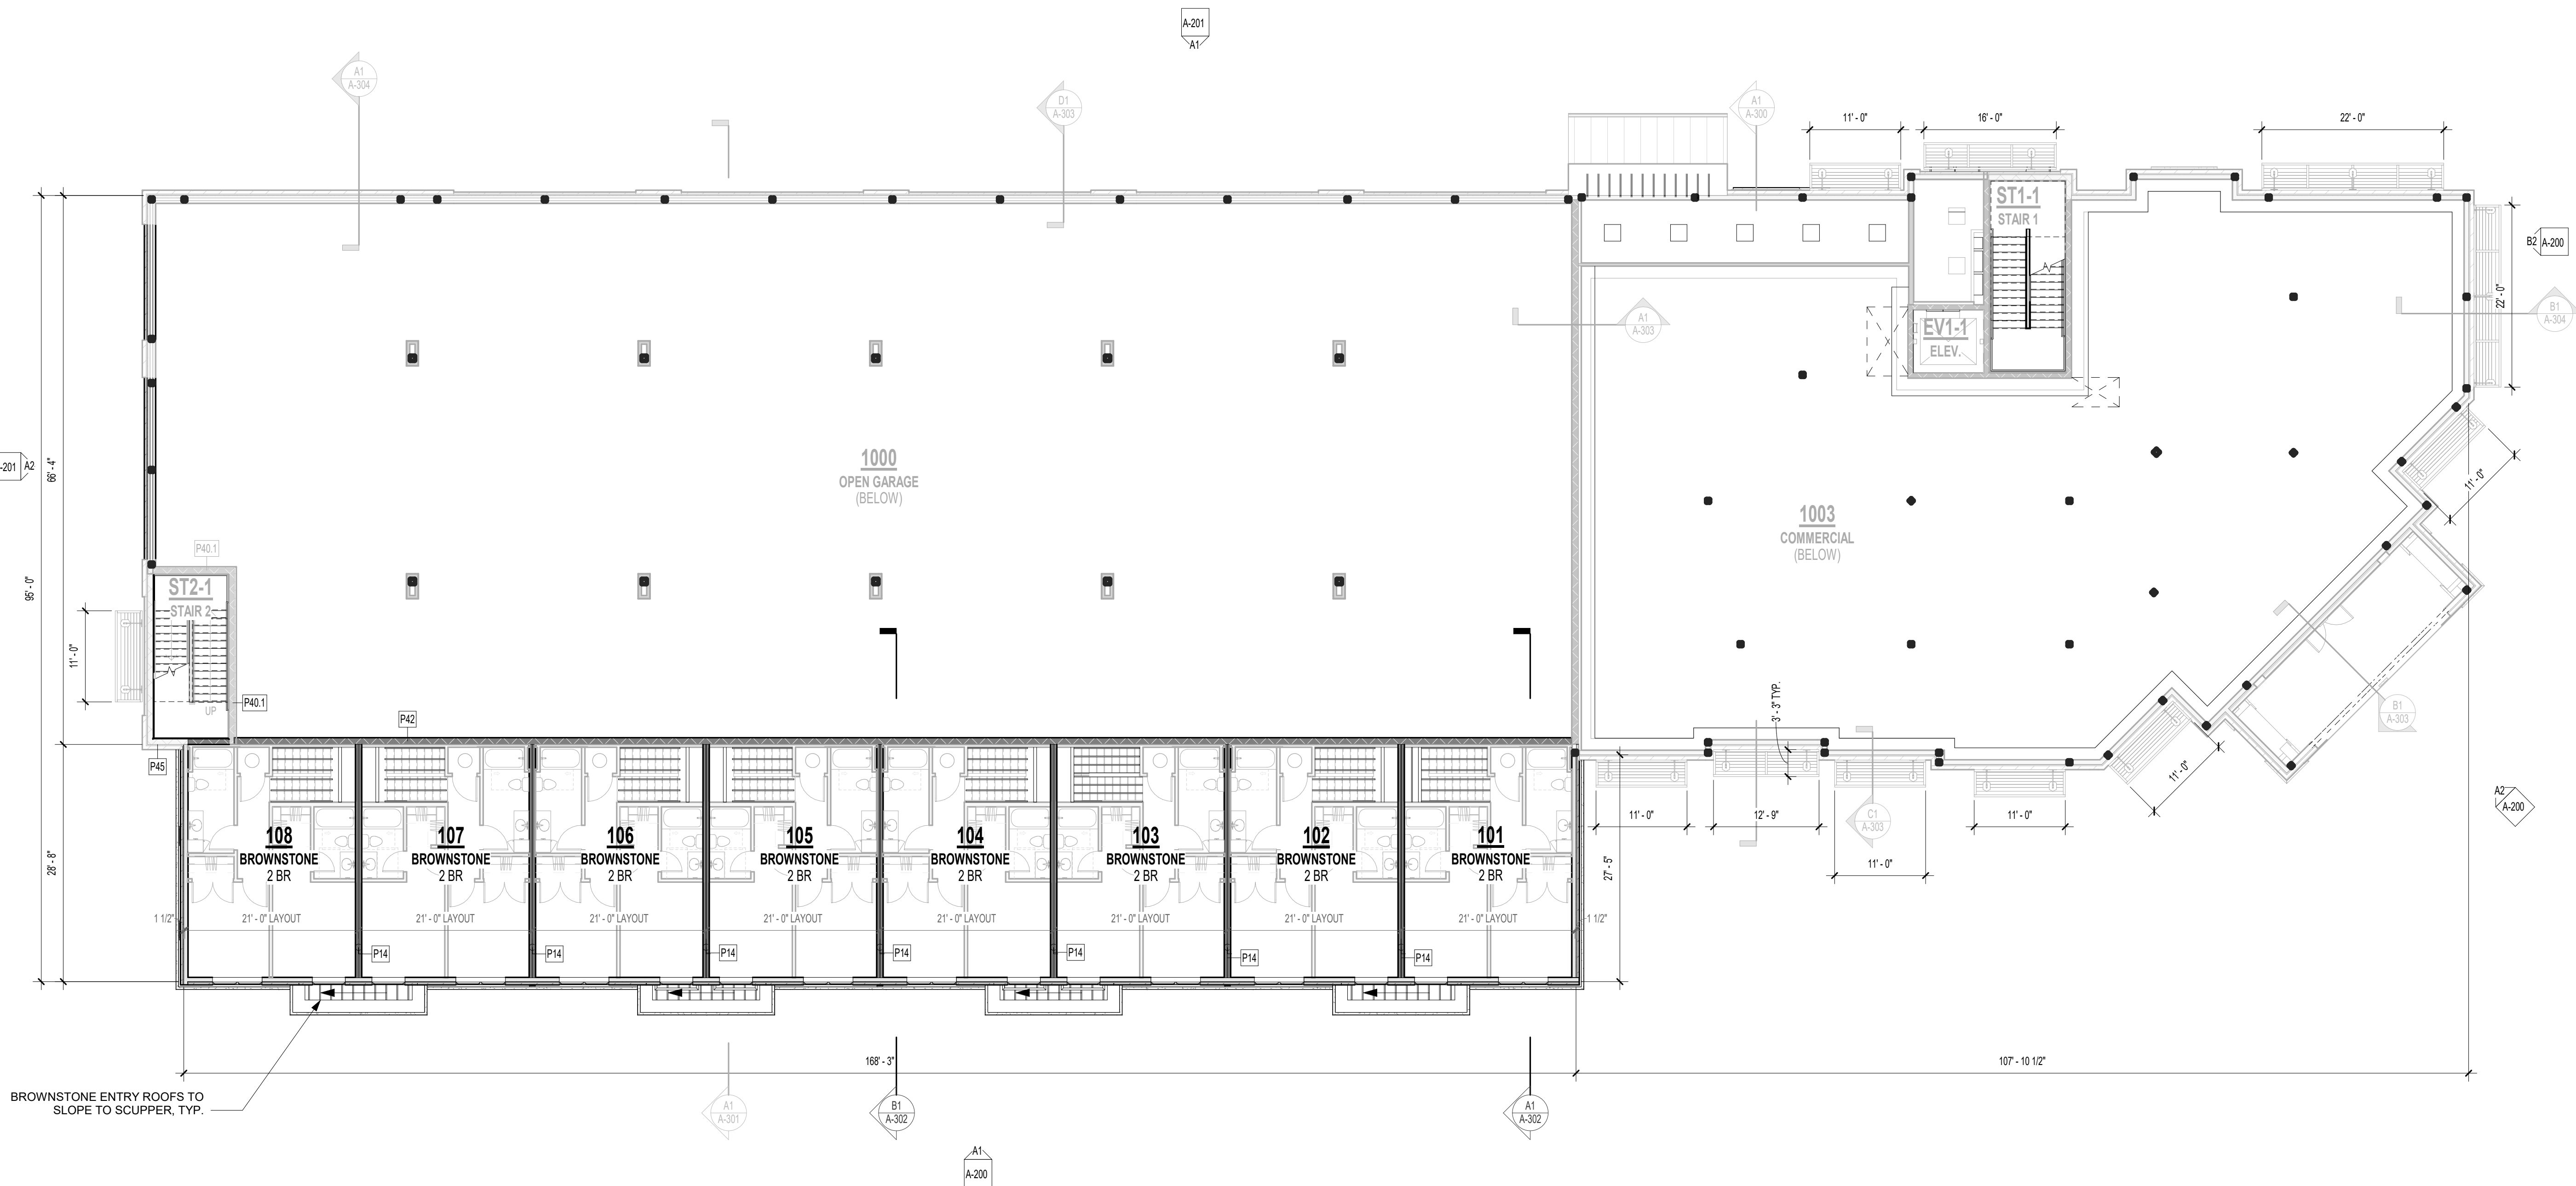 A-201
A1
A1
A-304
D1
A-303
A1
A-300
11' - 0"
16' - 0"
22' - 0"
ST1-1
STAIR 1
B2
A-200
22' - 0"
B1
A-304
A1
A-303
EV1-1
ELEV.
-201
A2
66' - 4"
95' - 0"
1000
OPEN GARAGE
(BELOW)
1003
COMMERCIAL
(BELOW)
11' - 0"
P40.1
ST2-1
STAIR 2
11' - 0"
UP
P40.1
P42
P45
3' - 3" TYP.
B1
A-303
11' - 0"
A2
A-200
11' - 0"
12' - 9"
C1
A-303
11' - 0"
11' - 0"
28' - 8"
27' - 5"
108
BROWNSTONE
2 BR
107
BROWNSTONE
2 BR
106
BROWNSTONE
2 BR
105
BROWNSTONE
2 BR
104
BROWNSTONE
2 BR
103
BROWNSTONE
2 BR
102
BROWNSTONE
2 BR
101
BROWNSTONE
2 BR
1 1/2"
21' - 0" LAYOUT
21' - 0" LAYOUT
21' - 0" LAYOUT
21' - 0" LAYOUT
21' - 0" LAYOUT
21' - 0" LAYOUT
21' - 0" LAYOUT
21' - 0" LAYOUT
1 1/2"
P14
P14
P14
P14
P14
P14
P14
168' - 3"
107' - 10 1/2"
BROWNSTONE ENTRY ROOFS TO
SLOPE TO SCUPPER, TYP.
A1
A-301
B1
A-302
A1
A-302
A1
A-200